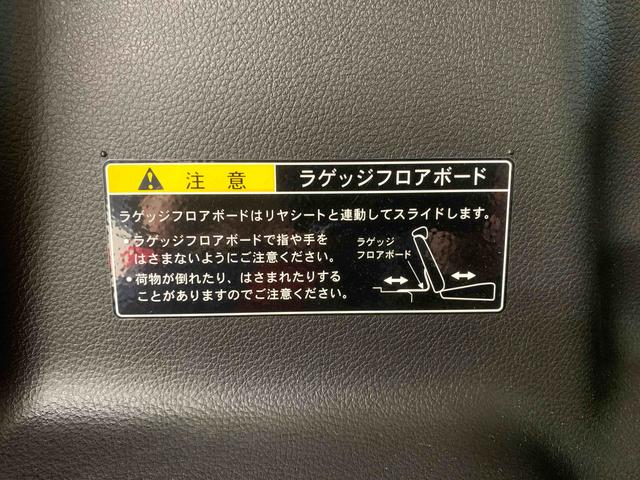 注意 ラゲッジフロアボード
ラゲッジフロアボードはリヤシートと連動してスライドします。
•ラゲッジフロアボードで指や手を
はさまないようにご注意ください。
•荷物が倒れたり、はさまれたりする
ことがありますのでご注意ください。
ラゲッジ
フロアボード